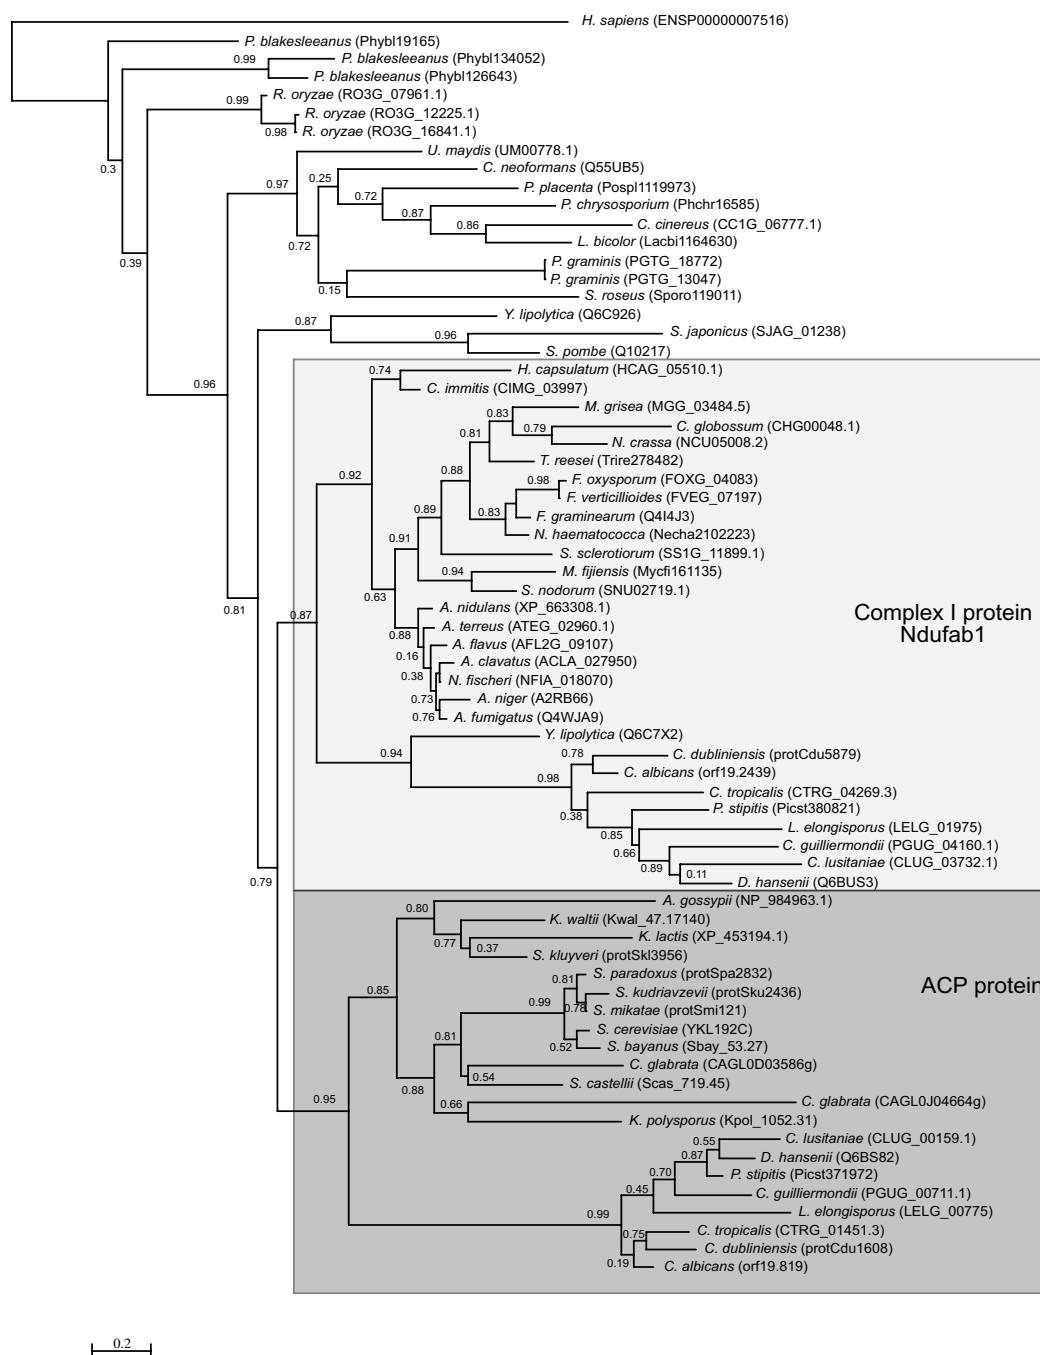 H. sapiens (ENSP00000007516)
P. blakesleeanus (Phybl19165)
0.99
P. blakesleeanus (Phybl134052)
P. blakesleeanus (Phybl126643)
0.99
R. oryzae (RO3G_07961.1)
R. oryzae (RO3G_12225.1)
0.98
R. oryzae (RO3G_16841.1)
U. maydis (UM00778.1)
0.3
C. neoformans (Q55UB5)
0.97
0.25
P. placenta (Pospl1119973)
0.72
P. chrysosporium (Phchr16585)
0.87
C. cinereus (CC1G_06777.1)
0.86
L. bicolor (Lacbi1164630)
0.72
0.39
P. graminis (PGTG_18772)
P. graminis (PGTG_13047)
0.15
S. roseus (Sporo119011)
Y. lipolytica (Q6C926)
0.87
S. japonicus (SJAG_01238)
0.96
S. pombe (Q10217)
0.74
H. capsulatum (HCAG_05510.1)
0.96
C. immitis (CIMG_03997)
M. grisea (MGG_03484.5)
0.83
C. globossum (CHG00048.1)
0.79
0.81
N. crassa (NCU05008.2)
T. reesei (Trire278482)
0.92
0.88
0.98
F. oxysporum (FOXG_04083)
F. verticillioides (FVEG_07197)
0.89
0.83
F. graminearum (Q4I4J3)
N. haematococca (Necha2102223)
0.91
S. sclerotiorum (SS1G_11899.1)
0.94
M. fijiensis (Mycfi161135)
S. nodorum (SNU02719.1)
0.63
0.81
A. nidulans (XP_663308.1)
0.87
Complex I protein
Ndufab1
A. terreus (ATEG_02960.1)
0.88
A. flavus (AFL2G_09107)
0.16
A. clavatus (ACLA_027950)
0.38
N. fischeri (NFIA_018070)
0.73
A. niger (A2RB66)
0.76
A. fumigatus (Q4WJA9)
Y. lipolytica (Q6C7X2)
0.94
0.78
C. dubliniensis (protCdu5879)
0.98
C. albicans (orf19.2439)
C. tropicalis (CTRG_04269.3)
0.38
P. stipitis (Picst380821)
0.85
L. elongisporus (LELG_01975)
0.66
C. guilliermondii (PGUG_04160.1)
0.89
C. lusitaniae (CLUG_03732.1)
0.11
0.79
D. hansenii (Q6BUS3)
A. gossypii (NP_984963.1)
0.80
K. waltii (Kwal_47.17140)
K. lactis (XP_453194.1)
0.77
0.37
S. kluyveri (protSkl3956)
S. paradoxus (protSpa2832)
0.81
0.85
ACP protein
S. kudriavzevii (protSku2436)
0.99
0.78
S. mikatae (protSmi121)
S. cerevisiae (YKL192C)
0.81
0.52
S. bayanus (Sbay_53.27)
C. glabrata (CAGL0D03586g)
0.54
S. castellii (Scas_719.45)
0.88
0.95
0.66
C. glabrata (CAGL0J04664g)
K. polysporus (Kpol_1052.31)
0.55
C. lusitaniae (CLUG_00159.1)
0.87
D. hansenii (Q6BS82)
0.70
P. stipitis (Picst371972)
0.45
C. guilliermondii (PGUG_00711.1)
0.99
L. elongisporus (LELG_00775)
0.75
C. tropicalis (CTRG_01451.3)
C. dubliniensis (protCdu1608)
0.19
C. albicans (orf19.819)
0.2